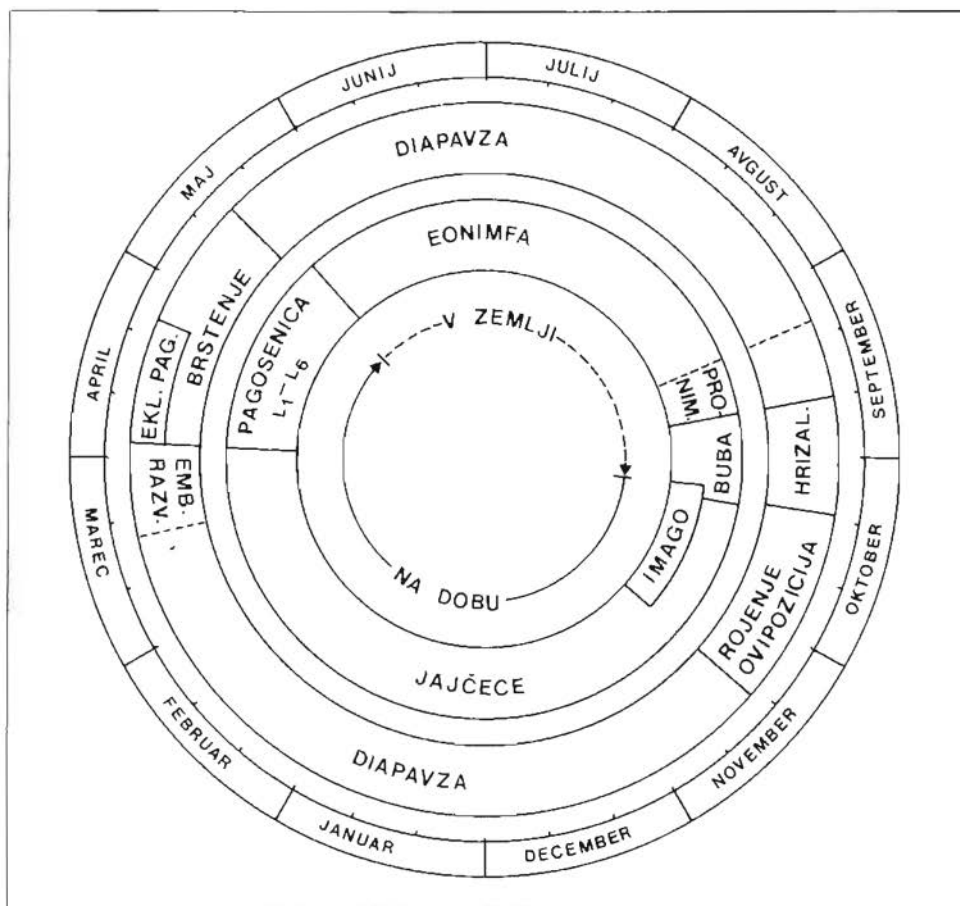 JUNIJ
JULIJ
AVGUST
SEPTEMBER
OKTOBER
NOVEMBER
DECEMBER
JANUAR
FEBRUAR
MAREC
APRIL
MAJ
DIAPAVZA
HRIZAL.
ROJENJE
OVIPOZICIJA
DIAPAVZA
EMB.
RAZV.
EKL. PAG.
BRSTENJE
EONIMFA
PRO-
NIM.
BUBA
IMAGO
JAJČECE
PAGOSENICA
L1–L6
V ZEMLJI
NA DOBU